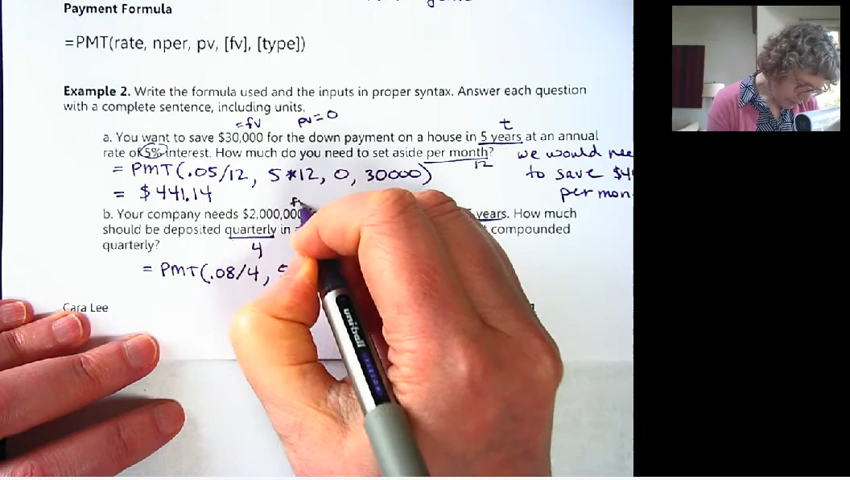 Payment Formula
=PMT(rate, nper, pv, [fv], [type])
Example 2. Write the formula used and the inputs in proper syntax. Answer each question
with a complete sentence, including units.
=fv pv=0 t
a. You want to save $30,000 for the down payment on a house in 5 years at an annual
rate of 5% interest. How much do you need to set aside per month?
12
we would
= PMT(.05/12, 5*12, 0, 30000)
to save
= $441.14
per
b. Your company needs $2,000,000 years. How much
should be deposited quarterly in compounded
quarterly?
4
= PMT(.08/4, 5
Cara Lee
uni-ball